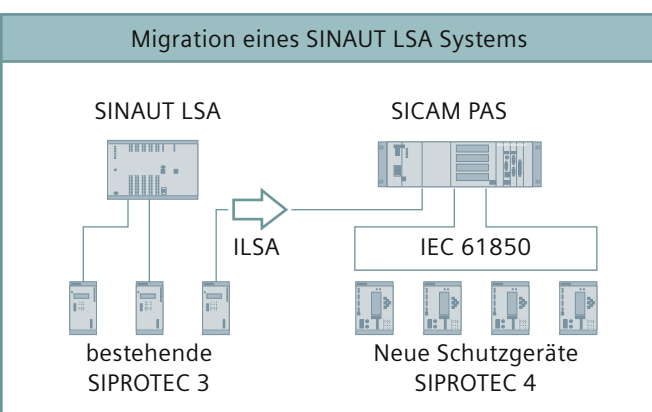 Migration eines SINAUT LSA Systems
SINAUT LSA
SICAM PAS
ILSA
IEC 61850
bestehende
SIPROTEC 3
Neue Schutzgeräte
SIPROTEC 4